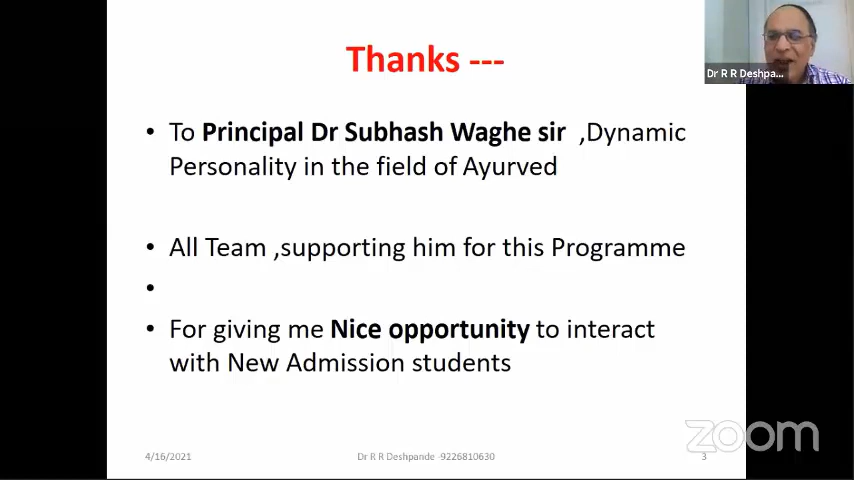 Thanks ---
Dr R R Deshpa...
• To Principal Dr Subhash Waghe sir ,Dynamic
Personality in the field of Ayurved
• All Team ,supporting him for this Programme
•
• For giving me Nice opportunity to interact
with New Admission students
zoom
4/16/2021
Dr R R Deshpande -9226810630
3